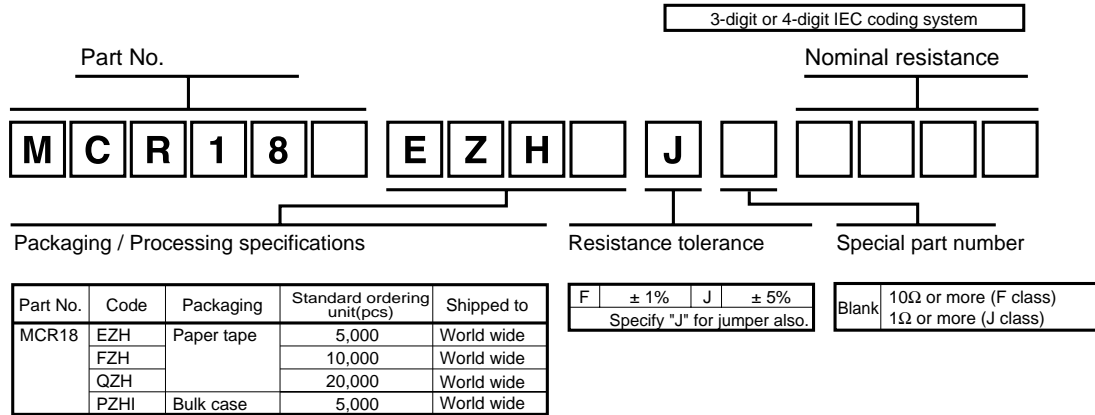 3-digit or 4-digit IEC coding system
Part No.
Nominal resistance
M C R 1 8 E Z H J
Packaging / Processing specifications
Resistance tolerance
Special part number
Part No. Code Packaging Standard ordering unit(pcs) Shipped to
MCR18 EZH Paper tape 5,000 World wide
FZH 10,000 World wide
QZH 20,000 World wide
PZHI Bulk case 5,000 World wide
F ± 1% J ± 5%
Specify "J" for jumper also.
Blank 10Ω or more (F class)
1Ω or more (J class)